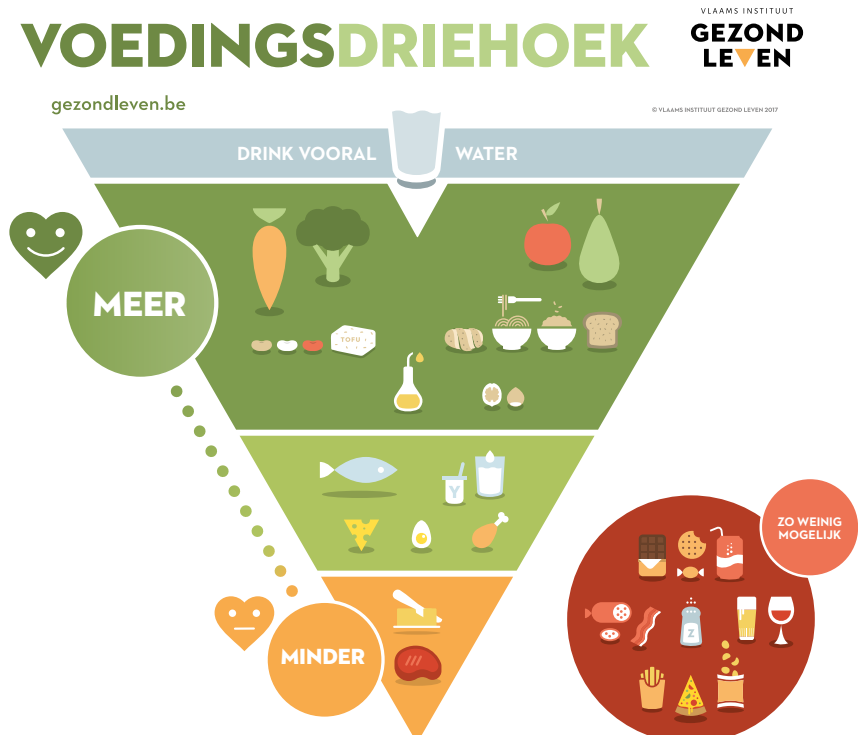 VLAAMS INSTITUUT
GEZOND
LEVEN
VOEDINGSDRIEHOEK
gezondleven.be
© VLAAMS INSTITUUT GEZOND LEVEN 2017
DRINK VOORAL WATER
MEER
TOFU
Y
ZO WEINIG
MOGELIJK
Z
MINDER